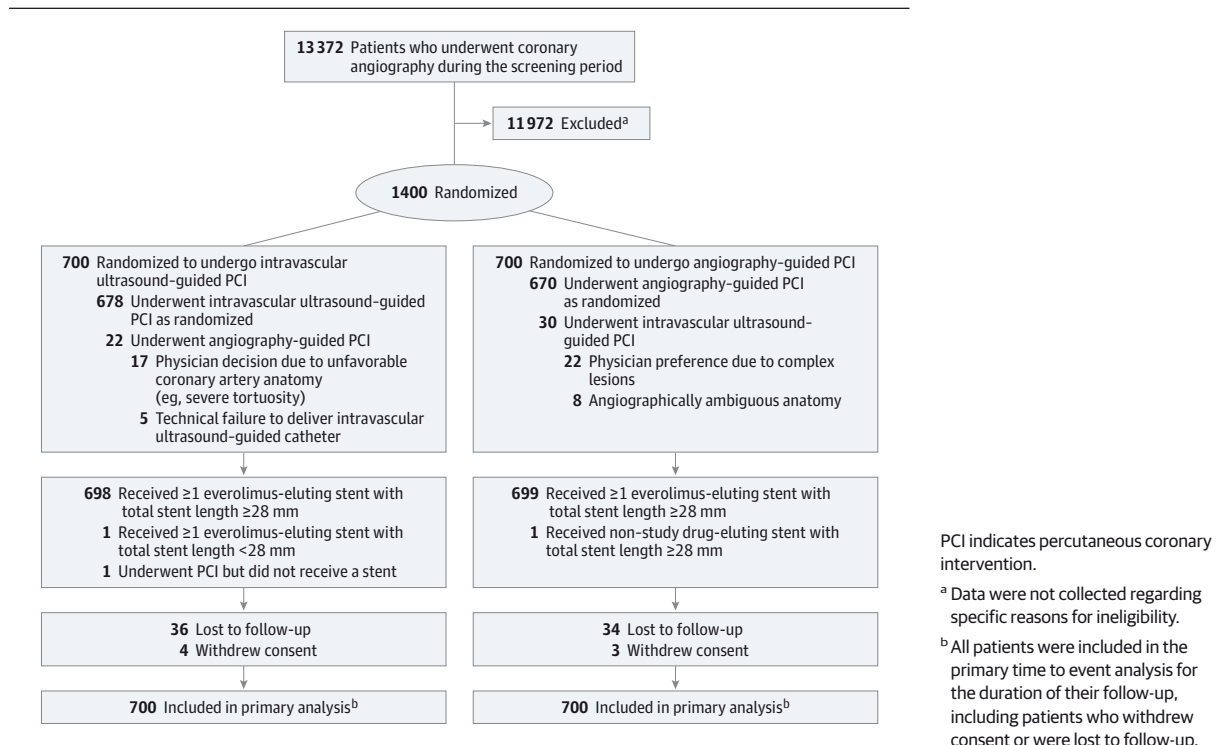 13 372 Patients who underwent coronary
angiography during the screening period
11 972 Excludedᵃ
1400 Randomized
700 Randomized to undergo intravascular
ultrasound-guided PCI
678 Underwent intravascular ultrasound-guided
PCI as randomized
22 Underwent angiography-guided PCI
17 Physician decision due to unfavorable
coronary artery anatomy
(eg, severe tortuosity)
5 Technical failure to deliver intravascular
ultrasound-guided catheter
700 Randomized to undergo angiography-guided PCI
670 Underwent angiography-guided PCI
as randomized
30 Underwent intravascular ultrasound-
guided PCI
22 Physician preference due to complex
lesions
8 Angiographically ambiguous anatomy
698 Received ≥1 everolimus-eluting stent with
total stent length ≥28 mm
1 Received ≥1 everolimus-eluting stent with
total stent length <28 mm
1 Underwent PCI but did not receive a stent
699 Received ≥1 everolimus-eluting stent with
total stent length ≥28 mm
1 Received non-study drug-eluting stent with
total stent length ≥28 mm
36 Lost to follow-up
4 Withdrew consent
34 Lost to follow-up
3 Withdrew consent
700 Included in primary analysisᵇ
700 Included in primary analysisᵇ
PCI indicates percutaneous coronary
intervention.
ᵃ Data were not collected regarding
specific reasons for ineligibility.
ᵇ All patients were included in the
primary time to event analysis for
the duration of their follow-up,
including patients who withdrew
consent or were lost to follow-up.